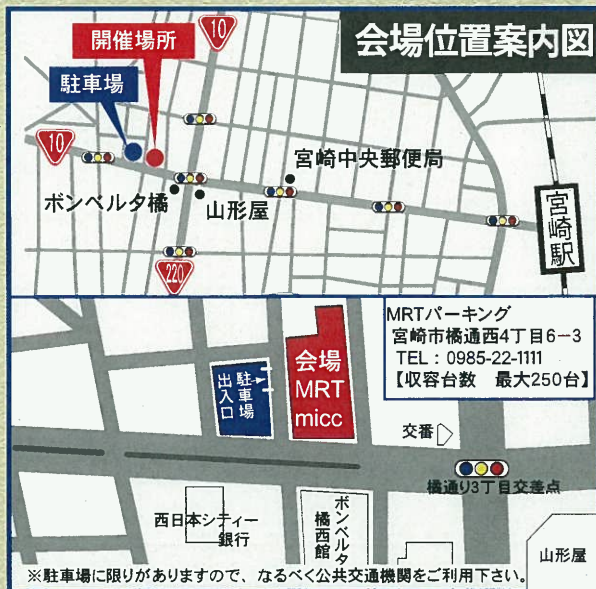 会場位置案内図
開催場所
駐車場
10
10
宮崎中央郵便局
ボンベルタ橘
山形屋
宮崎駅
220
MRTパーキング
宮崎市橘通西4丁目6-3
TEL：0985-22-1111
【収容台数　最大250台】
会場
MRT
micc
駐車場
出入口
交番
橘通り3丁目交差点
西日本シティー
銀行
ボンベルタ
橘西館
山形屋
※駐車場に限りがありますので、なるべく公共交通機関をご利用下さい。